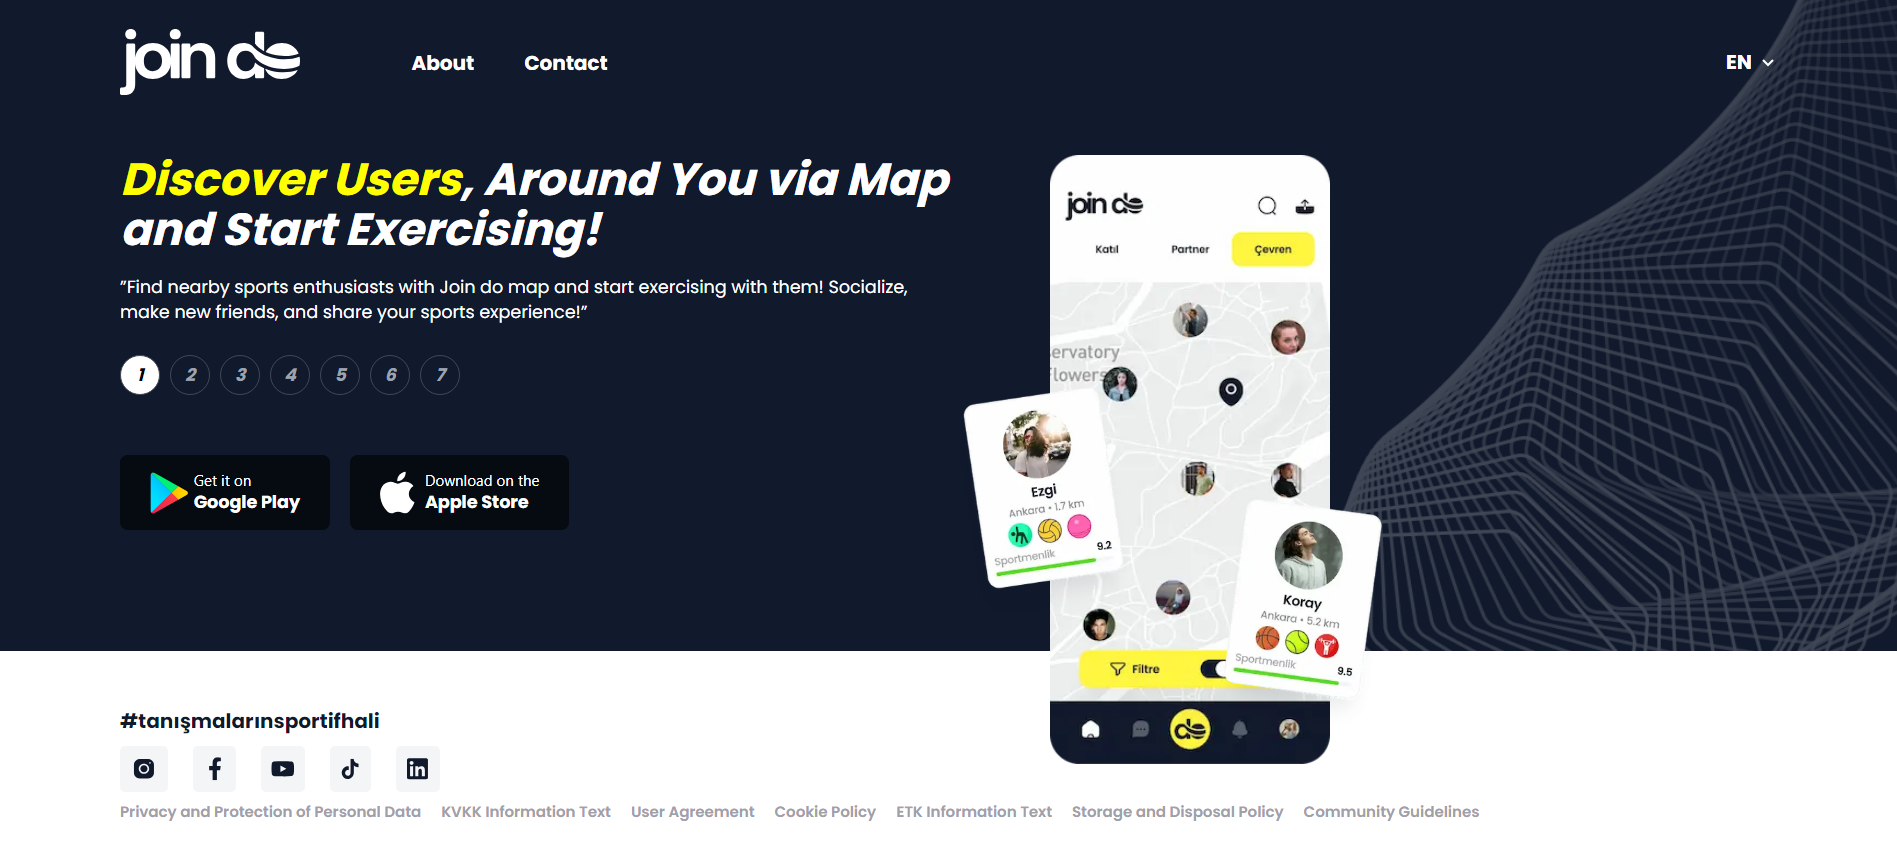 join do
About
Contact
EN
Discover Users, Around You via Map
and Start Exercising!
”Find nearby sports enthusiasts with Join do map and start exercising with them! Socialize,
make new friends, and share your sports experience!”
1 2 3 4 5 6 7
Get it on
Google Play
Download on the
Apple Store
join do
Katıl
Partner
Çevren
servatory
Flowers
Ezgi
Ankara • 1.7 km
Sportmenlik
9.2
Koray
Ankara • 5.2 km
Sportmenlik
9.5
Filtre
do
#tanışmalarınsportifhali
Privacy and Protection of Personal Data
KVKK Information Text
User Agreement
Cookie Policy
ETK Information Text
Storage and Disposal Policy
Community Guidelines